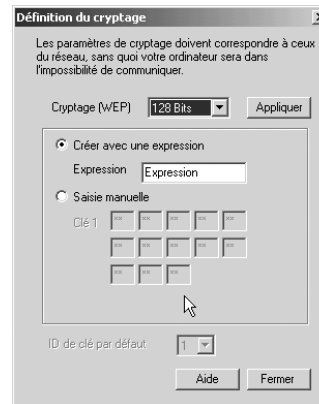 Définition du cryptage
Les paramètres de cryptage doivent correspondre à ceux
du réseau, sans quoi votre ordinateur sera dans
l'impossibilité de communiquer.
Cryptage (WEP) 128 Bits Appliquer
Créer avec une expression
Expression Expression
Saisie manuelle
Clé 1 ** ** ** ** **
** ** ** ** **
** ** **
ID de clé par défaut 1
Aide Fermer